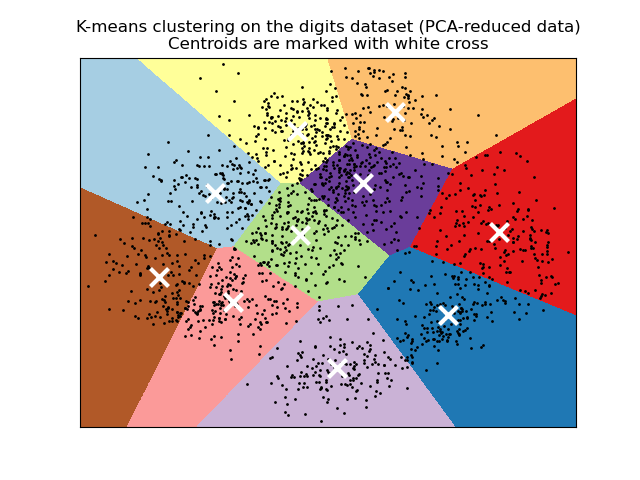 K-means clustering on the digits dataset (PCA-reduced data)
Centroids are marked with white cross